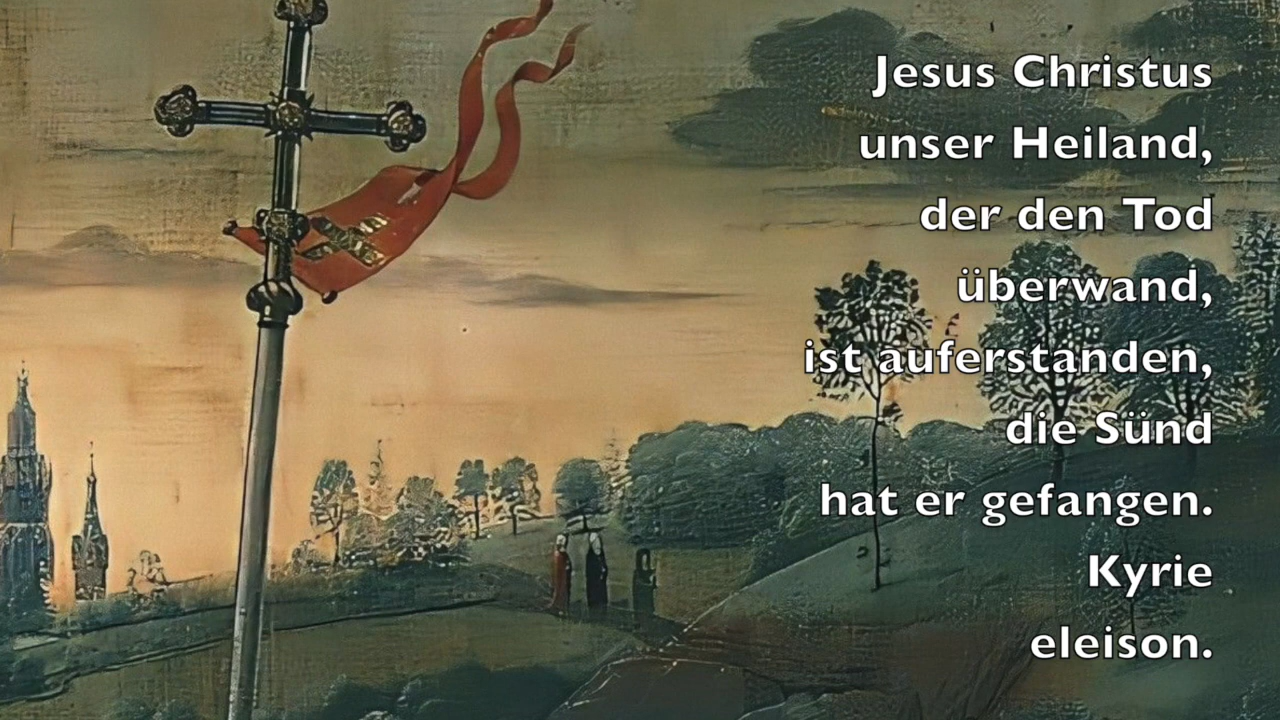 Jesus Christus
unser Heiland,
der den Tod
überwand,
ist auferstanden,
die Sünd
hat er gefangen.
Kyrie
eleison.